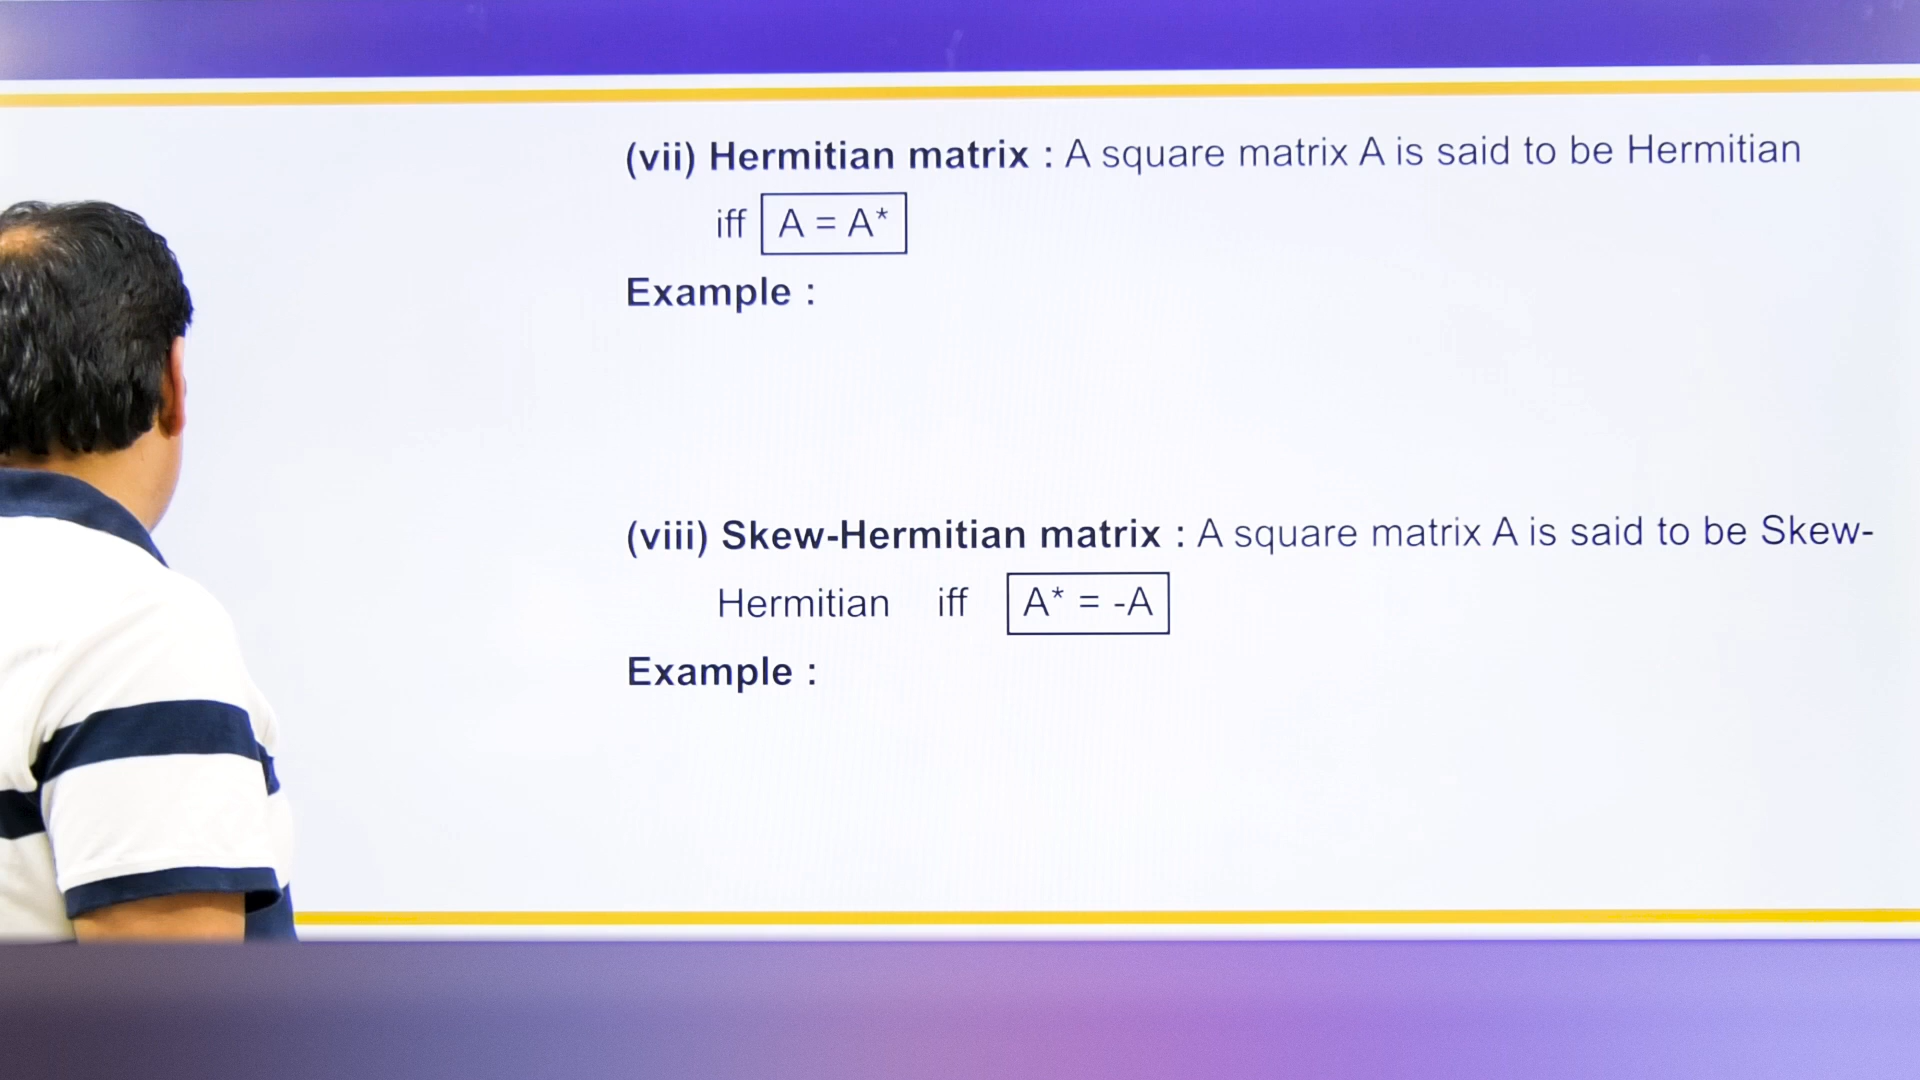 (vii) Hermitian matrix : A square matrix A is said to be Hermitian
iff A = A*
Example :
(viii) Skew-Hermitian matrix : A square matrix A is said to be Skew-
Hermitian iff A* = -A
Example :